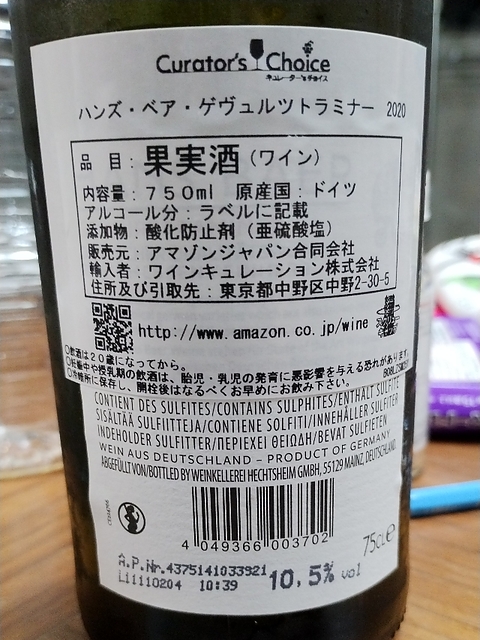 Curator's Choice
キュレーター'sチョイス
ハンズ・ベア・ゲヴュルツトラミナー 2020
品 目：果実酒（ワイン）
内容量：７５０ml 原産国：ドイツ
アルコール分：ラベルに記載
添加物：酸化防止剤（亜硫酸塩）
販売元：アマゾンジャパン合同会社
輸入者：ワインキュレーション株式会社
住所及び引取先：東京都中野区中野2-30-5
http://www.amazon.co.jp/wine
○飲酒は20歳になってから。
○妊娠中や授乳期の飲酒は、胎児・乳児の発育に悪影響を与える恐れがあります。
○冷暗所に保存し、開栓後はなるべくお早めにお飲み下さい。
CONTIENT DES SULFITES/CONTAINS SULPHITES/ENTHÄLT SULFITE
SISÄLTÄÄ SULFIITTEJA/CONTIENE SOLFITI/INNEHÅLLER SULFITER
INDEHOLDER SULFITTER/ΠΕΡΙΕΧΕΙ ΘΕΙΩΔΗ/BEVAT SULFIETEN
WEIN AUS DEUTSCHLAND – PRODUCT OF GERMANY
ABGEFÜLLT VON/BOTTLED BY WEINKELLEREI HECHTSHEIM GMBH, 55129 MAINZ, DEUTSCHLAND
4 049366 003702
75CL℮
A.P.Nr.4375141033921
L11110204 10:39
10,5% vol